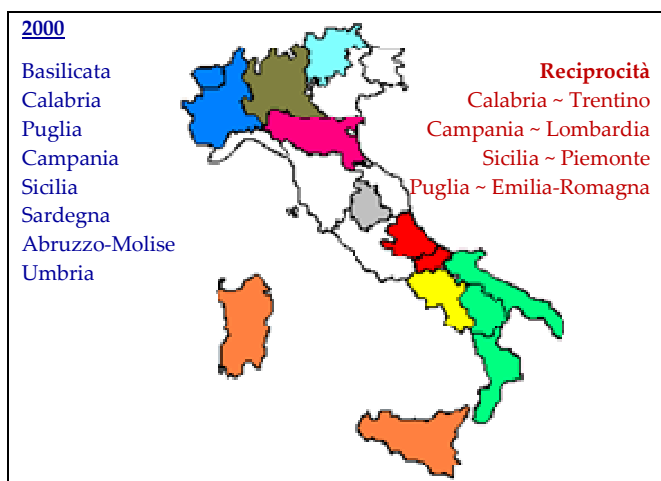 2000
Basilicata
Calabria
Puglia
Campania
Sicilia
Sardegna
Abruzzo-Molise
Umbria
Reciprocità
Calabria ~ Trentino
Campania ~ Lombardia
Sicilia ~ Piemonte
Puglia ~ Emilia-Romagna